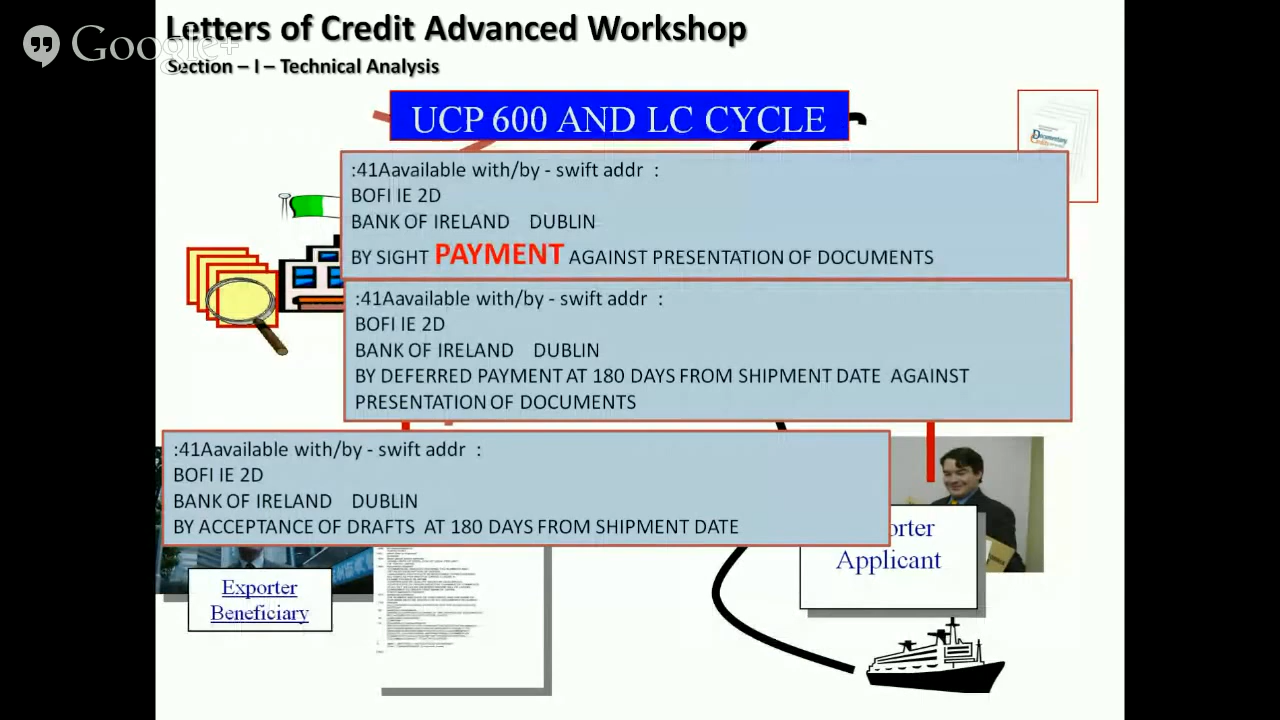 Letters of Credit Advanced Workshop
Google+
Section – I – Technical Analysis
UCP 600 AND LC CYCLE
Documentary
Credits
:41Aavailable with/by - swift addr :
BOFI IE 2D
BANK OF IRELAND DUBLIN
BY SIGHT PAYMENT AGAINST PRESENTATION OF DOCUMENTS
:41Aavailable with/by - swift addr :
BOFI IE 2D
BANK OF IRELAND DUBLIN
BY DEFERRED PAYMENT AT 180 DAYS FROM SHIPMENT DATE AGAINST
PRESENTATION OF DOCUMENTS
:41Aavailable with/by - swift addr :
BOFI IE 2D
BANK OF IRELAND DUBLIN
BY ACCEPTANCE OF DRAFTS AT 180 DAYS FROM SHIPMENT DATE
orter
Applicant
Exporter
Beneficiary